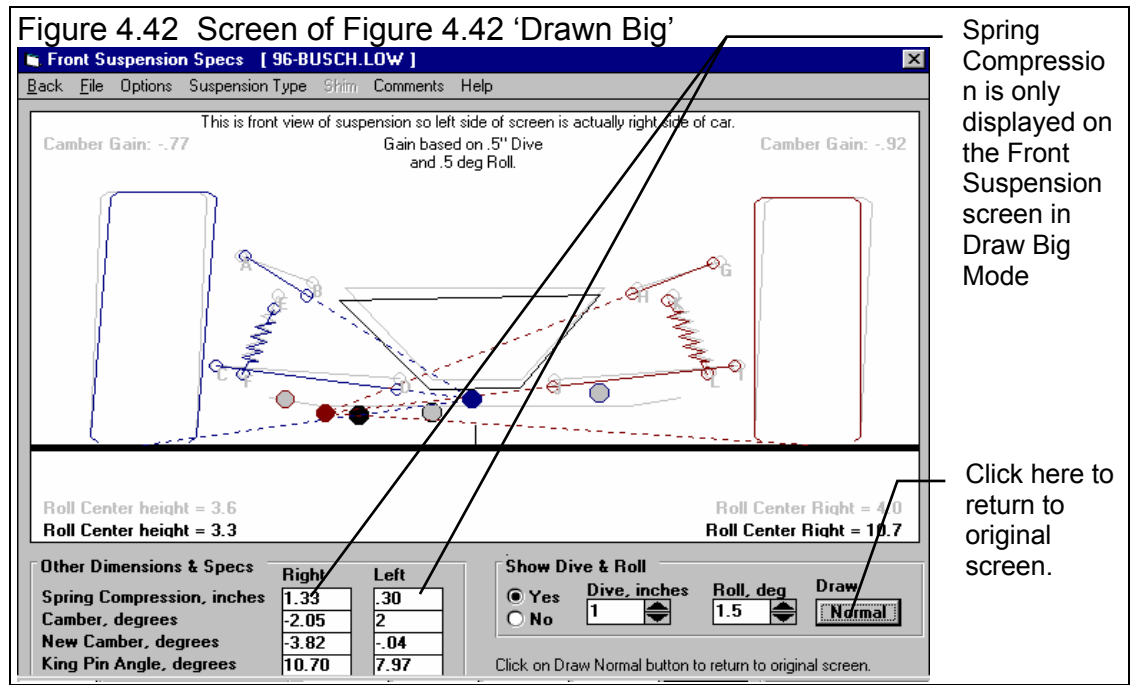 Figure 4.42 Screen of Figure 4.42 'Drawn Big'
Front Suspension Specs [ 96-BUSCH.LOW ]
Back File Options Suspension Type Shim Comments Help
This is front view of suspension so left side of screen is actually right side of car.
Camber Gain: -.77
Gain based on .5" Dive
and .5 deg Roll.
Camber Gain: -.92
A
B
E
C
F
D
G
H
K
J
L
I
Roll Center height = 3.6
Roll Center height = 3.3
Roll Center Right = 4.0
Roll Center Right = 10.7
Other Dimensions & Specs
Right Left
Spring Compression, inches 1.33 .30
Camber, degrees -2.05 2
New Camber, degrees -3.82 -.04
King Pin Angle, degrees 10.70 7.97
Show Dive & Roll
Yes
No
Dive, inches
1
Roll, deg
1.5
Draw
Normal
Click on Draw Normal button to return to original screen.
Spring
Compressio
n is only
displayed on
the Front
Suspension
screen in
Draw Big
Mode
Click here to
return to
original
screen.